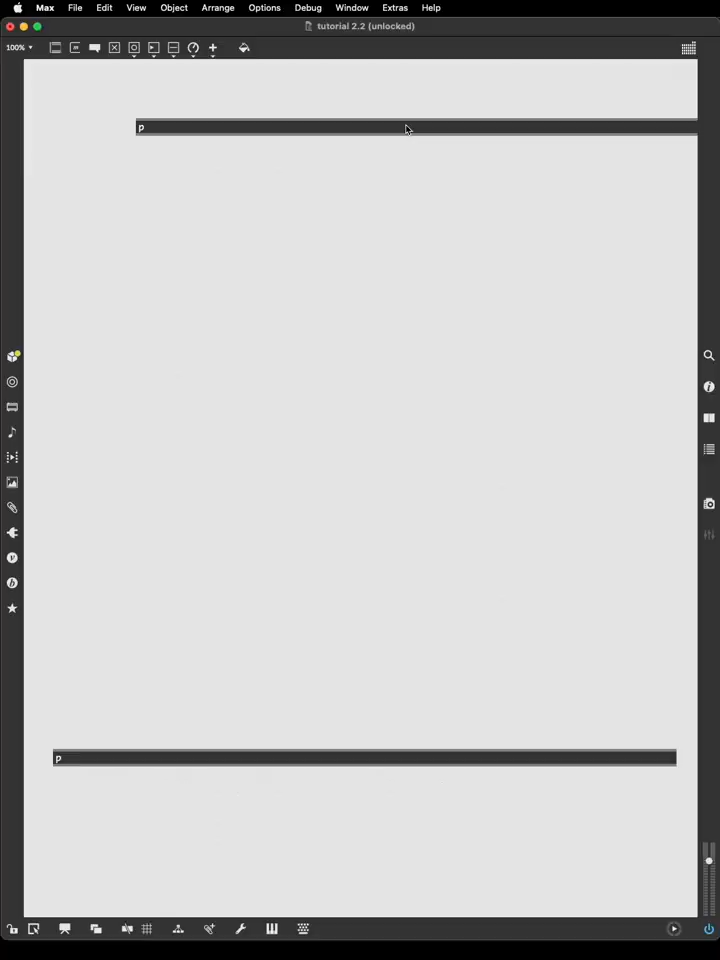 Max File Edit View Object Arrange Options Debug Window Extras Help
tutorial 2.2 (unlocked)
100%
p
p